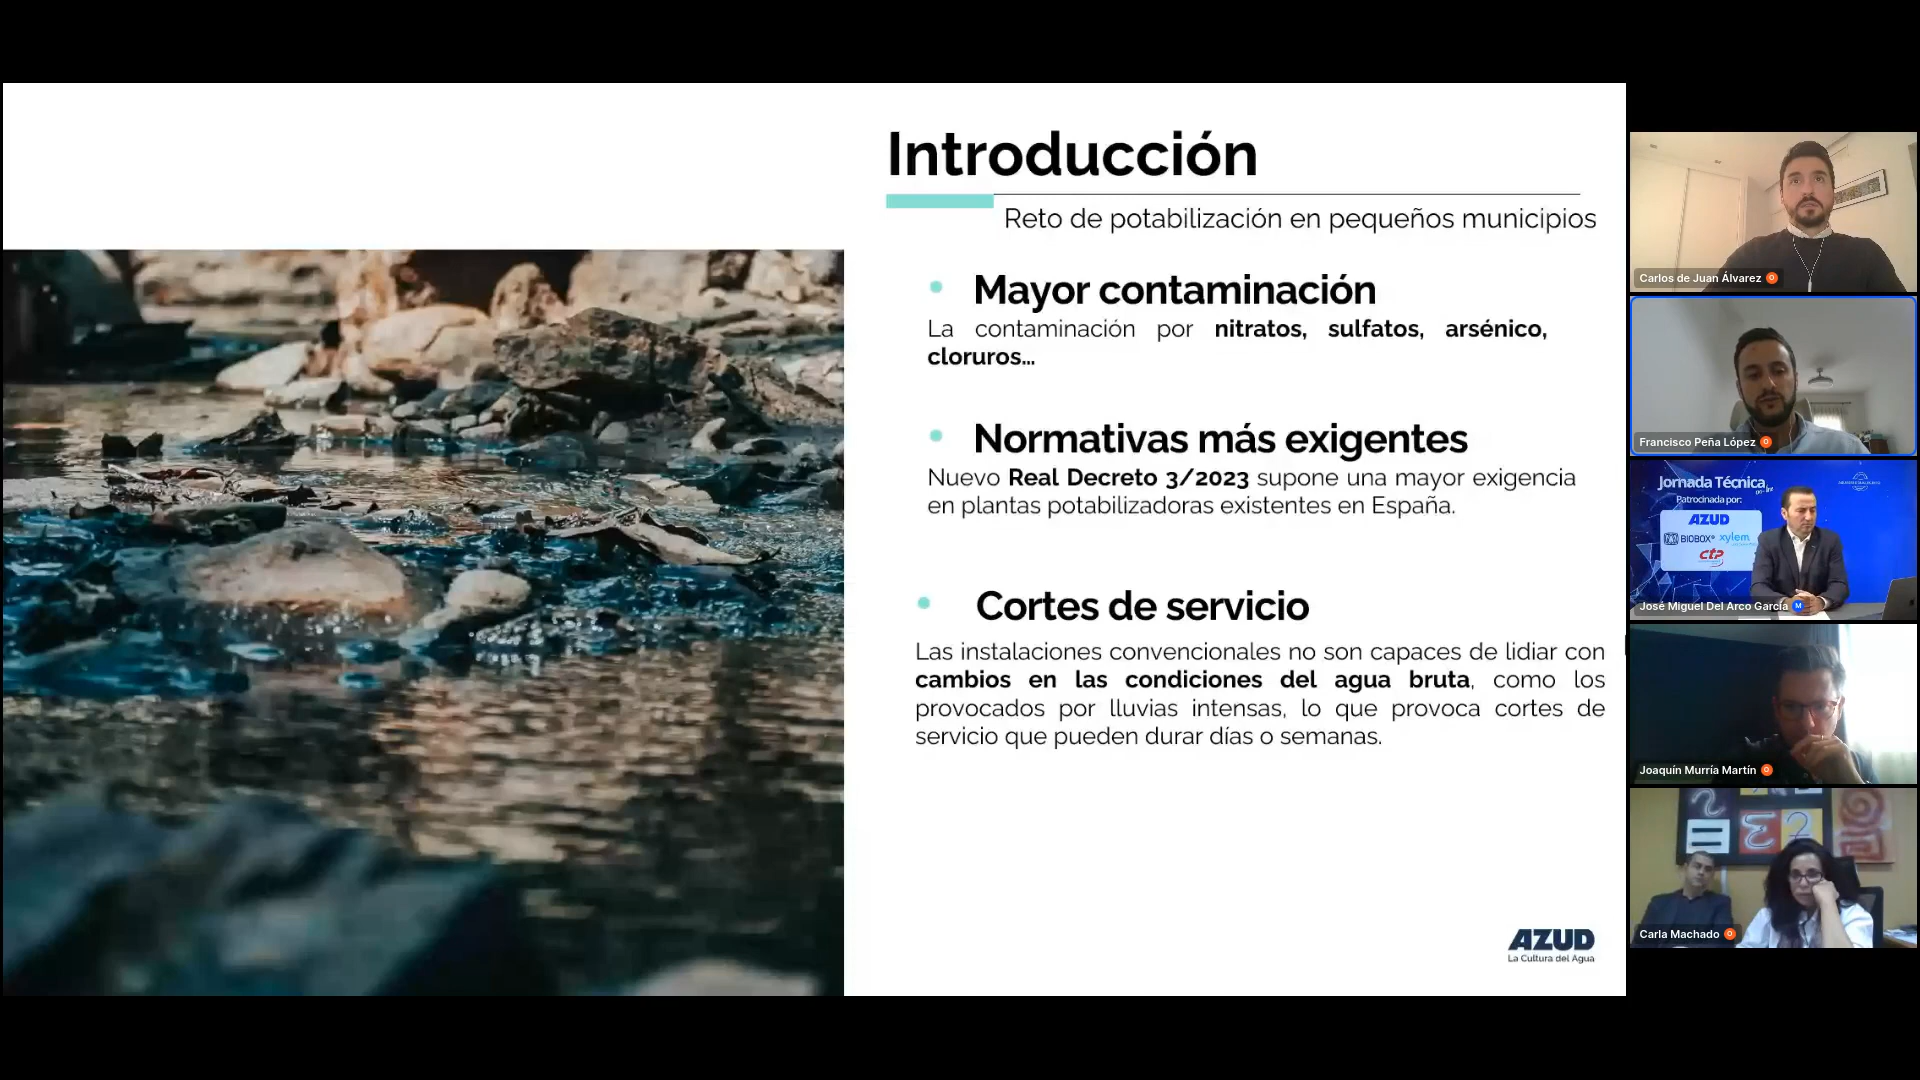 Introducción
Reto de potabilización en pequeños municipios
Mayor contaminación
La contaminación por nitratos, sulfatos, arsénico,
cloruros...
Normativas más exigentes
Nuevo Real Decreto 3/2023 supone una mayor exigencia
en plantas potabilizadoras existentes en España.
Cortes de servicio
Las instalaciones convencionales no son capaces de lidiar con
cambios en las condiciones del agua bruta, como los
provocados por lluvias intensas, lo que provoca cortes de
servicio que pueden durar días o semanas.
AZUD
La Cultura del Agua
Carlos de Juan Álvarez
Francisco Peña López
Jornada Técnica
on-line
Patrocinada por:
AZUD
BIOBOX® xylem
ctp
José Miguel Del Arco García M
Joaquín Murría Martín
Carla Machado